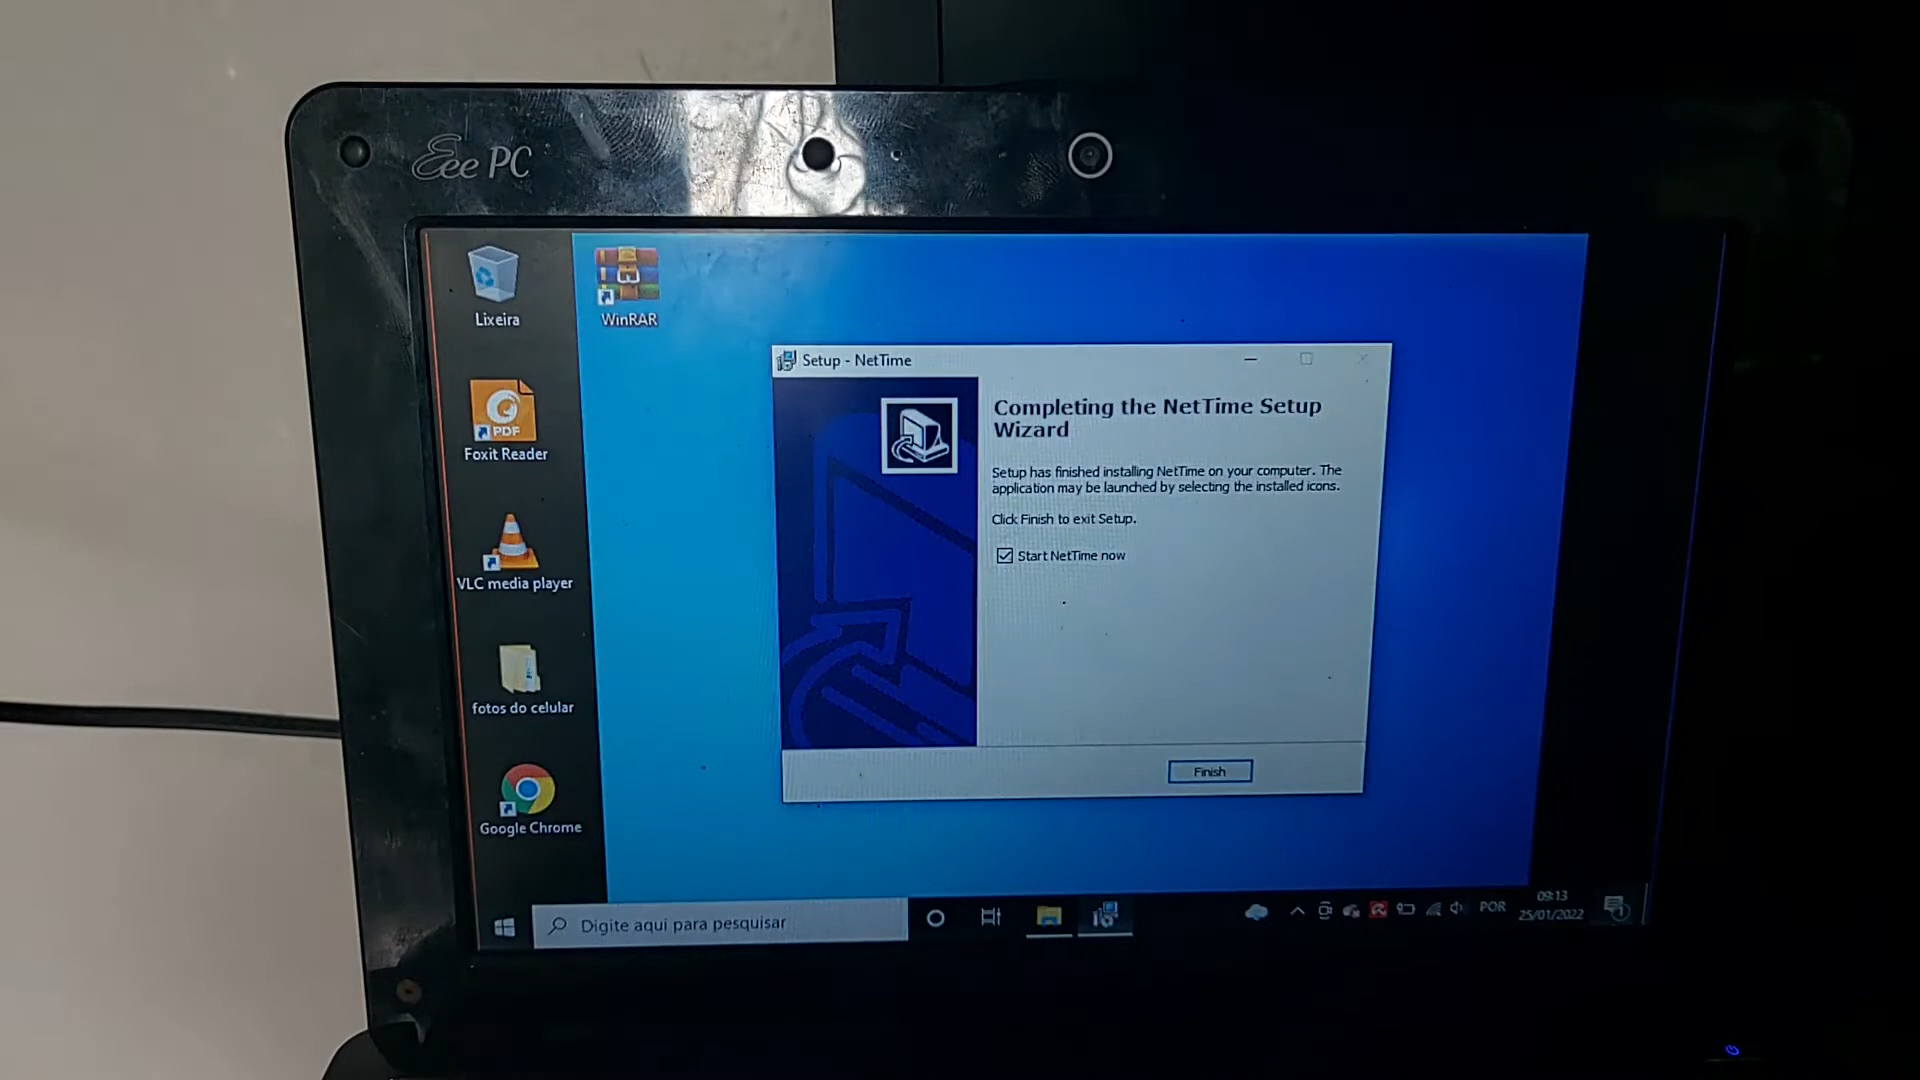 Eee PC
Lixeira
WinRAR
PDF
Foxit Reader
VLC media player
fotos do celular
Google Chrome
Setup - NetTime
Completing the NetTime Setup
Wizard
Setup has finished installing NetTime on your computer. The
application may be launched by selecting the installed icons.
Click Finish to exit Setup.
Start NetTime now
Finish
Digite aqui para pesquisar
POR
09:13
25/01/2022
1